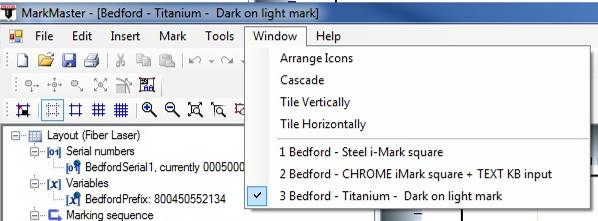 MarkMaster - [Bedford - Titanium -  Dark on light mark]
File Edit Insert Mark Tools Window Help
Arrange Icons
Cascade
Tile Vertically
Tile Horizontally
1 Bedford - Steel i-Mark square
2 Bedford - CHROME iMark square + TEXT KB input
3 Bedford - Titanium -  Dark on light mark
Layout (Fiber Laser)
Serial numbers
BedfordSerial1, currently 0005000
Variables
BedfordPrefix: 800450552134
Marking sequence